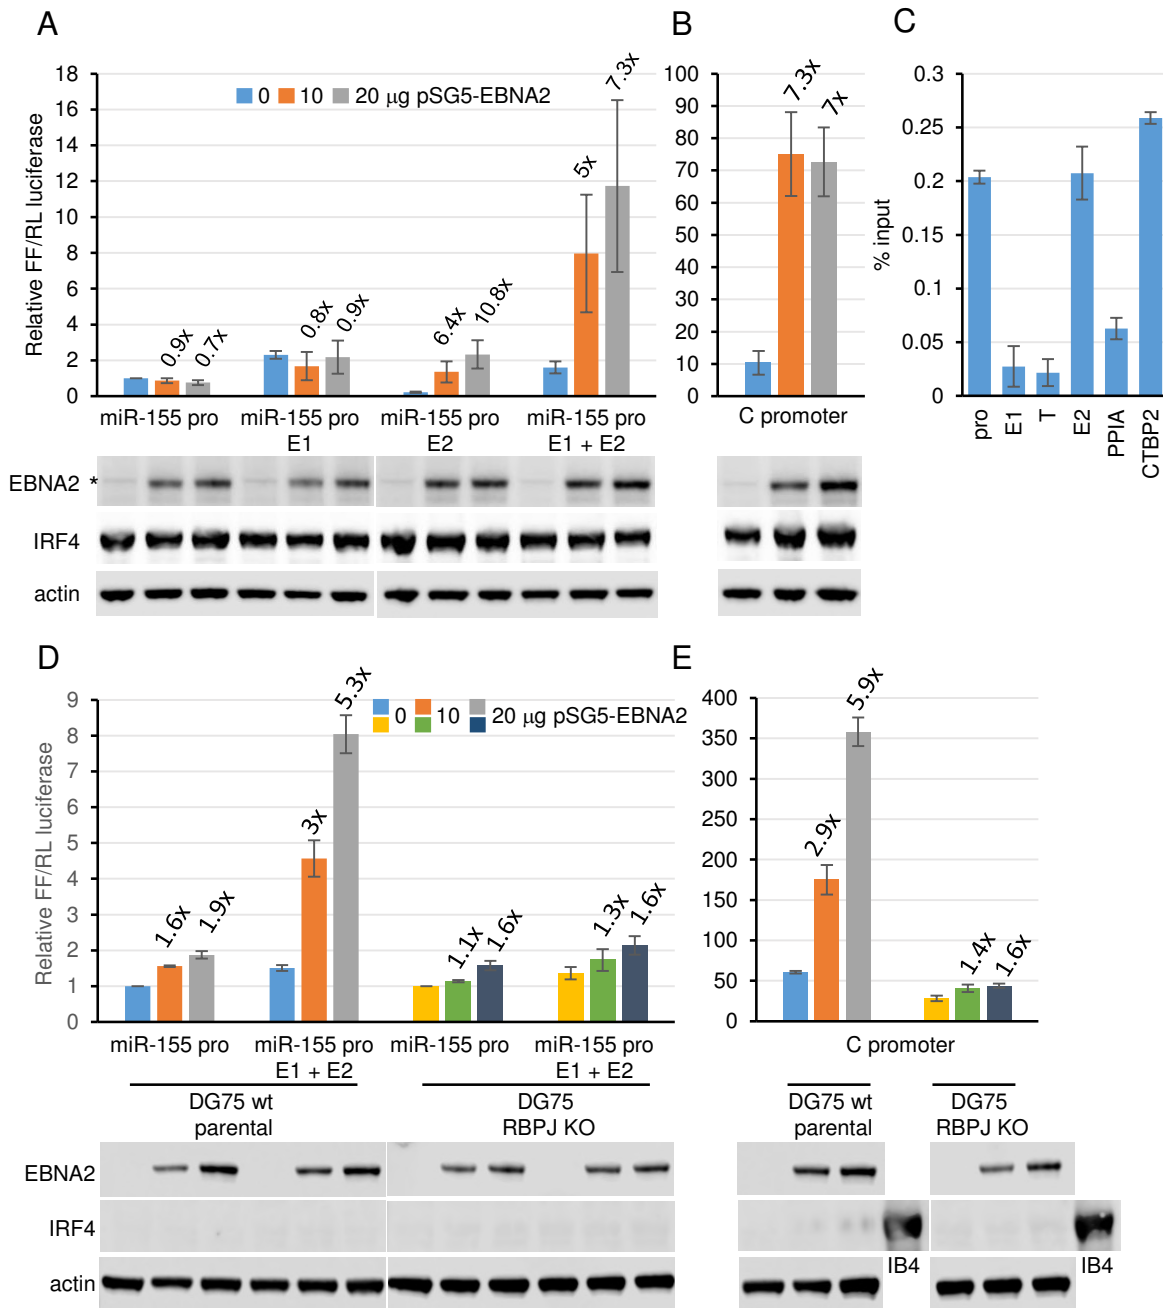 A
B
C
18
16
14
12
10
8
6
4
2
0
Relative FF/RL luciferase
0 10 20 μg pSG5-EBNA2
0.9x
0.7x
0.8x
0.9x
6.4x
10.8x
5x
7.3x
miR-155 pro
miR-155 pro
E1
miR-155 pro
E2
miR-155 pro
E1 + E2
100
90
80
70
60
50
40
30
20
10
0
7.3x
7x
C promoter
0.3
0.25
0.2
0.15
0.1
0.05
0
% input
pro
E1
T
E2
PPIA
CTBP2
EBNA2 *
IRF4
actin
D
E
9
8
7
6
5
4
3
2
1
0
Relative FF/RL luciferase
0 10 20 μg pSG5-EBNA2
1.6x
1.9x
3x
5.3x
1.1x
1.6x
1.3x
1.6x
miR-155 pro
miR-155 pro
E1 + E2
miR-155 pro
miR-155 pro
E1 + E2
DG75 wt
parental
DG75
RBPJ KO
400
350
300
250
200
150
100
50
0
2.9x
5.9x
1.4x
1.6x
C promoter
DG75 wt
parental
DG75
RBPJ KO
EBNA2
IRF4
actin
IB4
IB4